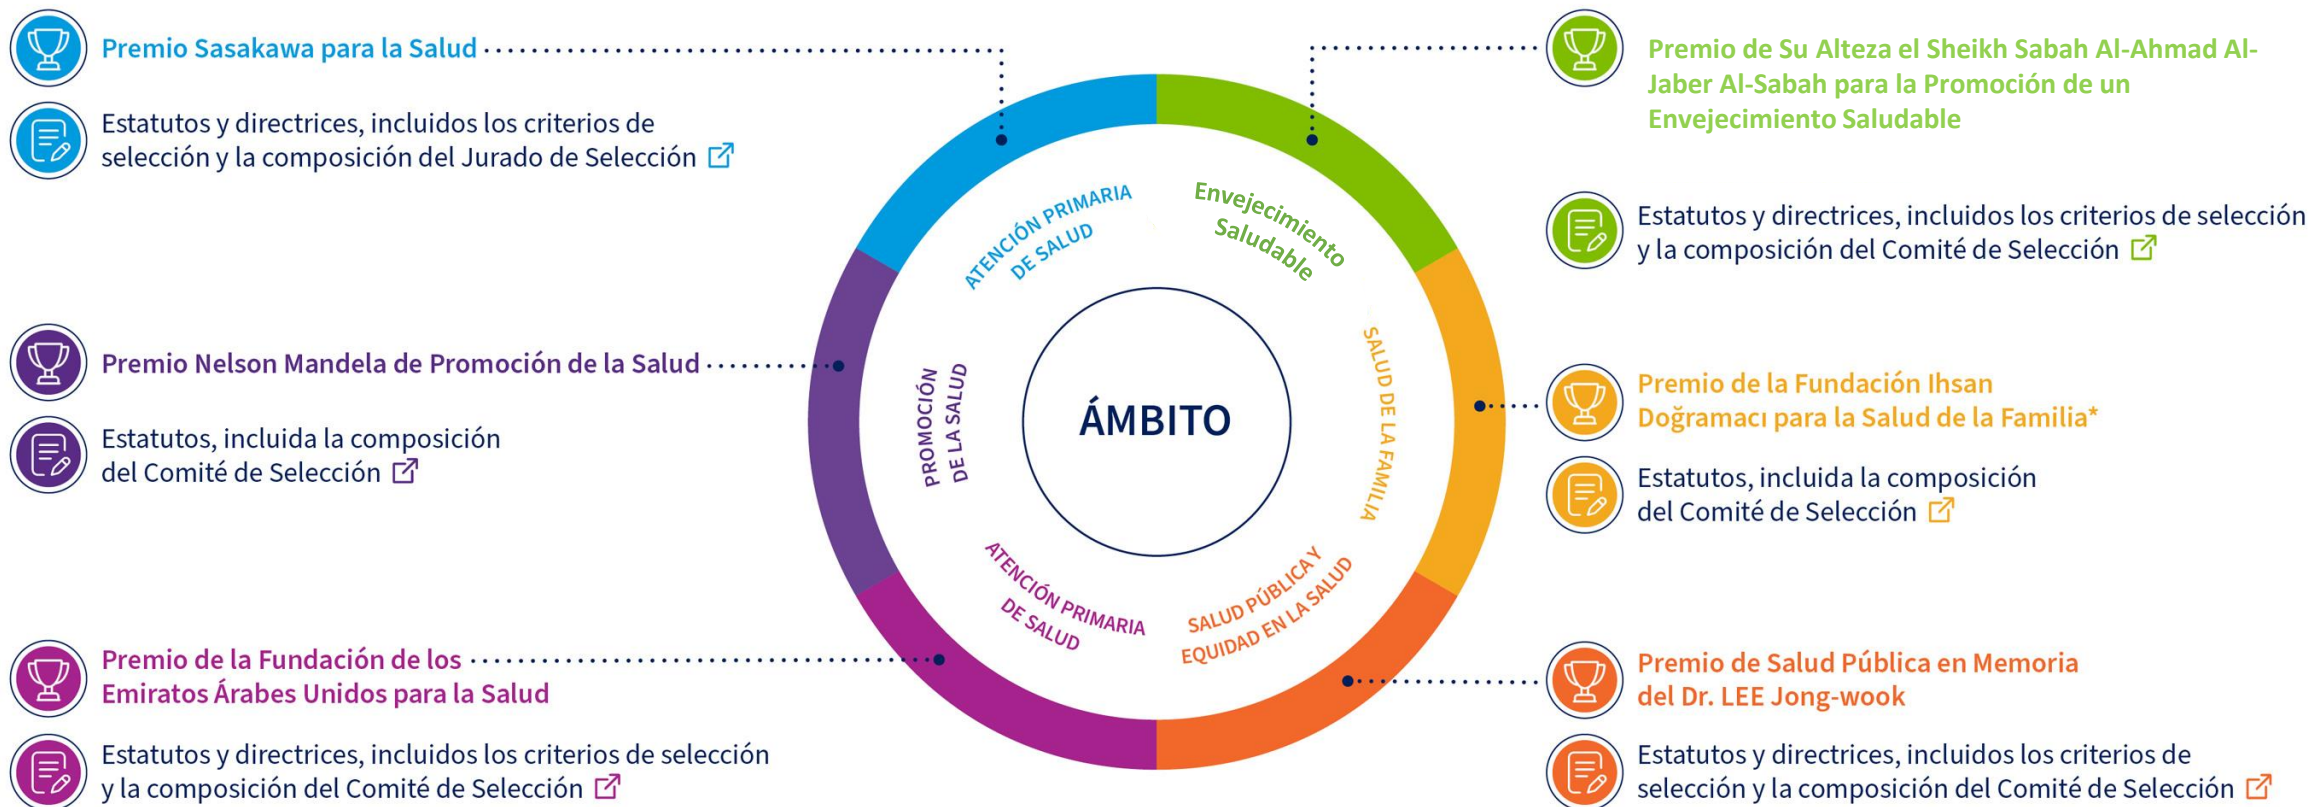 Premio Sasakawa para la Salud
Estatutos y directrices, incluidos los criterios de
selección y la composición del Jurado de Selección
Premio Nelson Mandela de Promoción de la Salud
Estatutos, incluida la composición
del Comité de Selección
Premio de la Fundación de los
Emiratos Árabes Unidos para la Salud
Estatutos y directrices, incluidos los criterios de selección
y la composición del Comité de Selección
ATENCIÓN PRIMARIA
DE SALUD
Envejecimiento
Saludable
PROMOCIÓN
DE LA SALUD
ÁMBITO
SALUD DE LA FAMILIA
ATENCIÓN PRIMARIA
DE SALUD
SALUD PÚBLICA Y
EQUIDAD EN LA SALUD
Premio de Su Alteza el Sheikh Sabah Al-Ahmad Al-
Jaber Al-Sabah para la Promoción de un
Envejecimiento Saludable
Estatutos y directrices, incluidos los criterios de selección
y la composición del Comité de Selección
Premio de la Fundación Ihsan
Doğramacı para la Salud de la Familia*
Estatutos, incluida la composición
del Comité de Selección
Premio de Salud Pública en Memoria
del Dr. LEE Jong-wook
Estatutos y directrices, incluidos los criterios de
selección y la composición del Comité de Selección